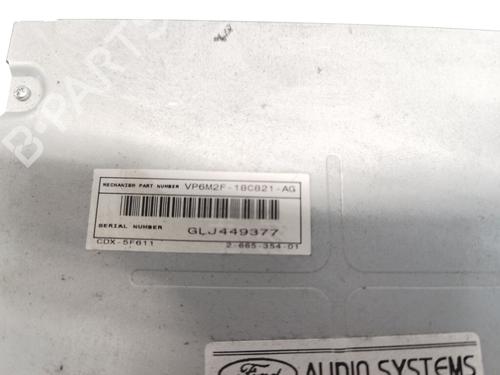 MECHANISM PART NUMBER VP6M2F-18C821-AG
SERIAL NUMBER GLJ449377
CDX-5F611 2-665-354-01
Ford AUDIO SYSTEMS
B-PARTS